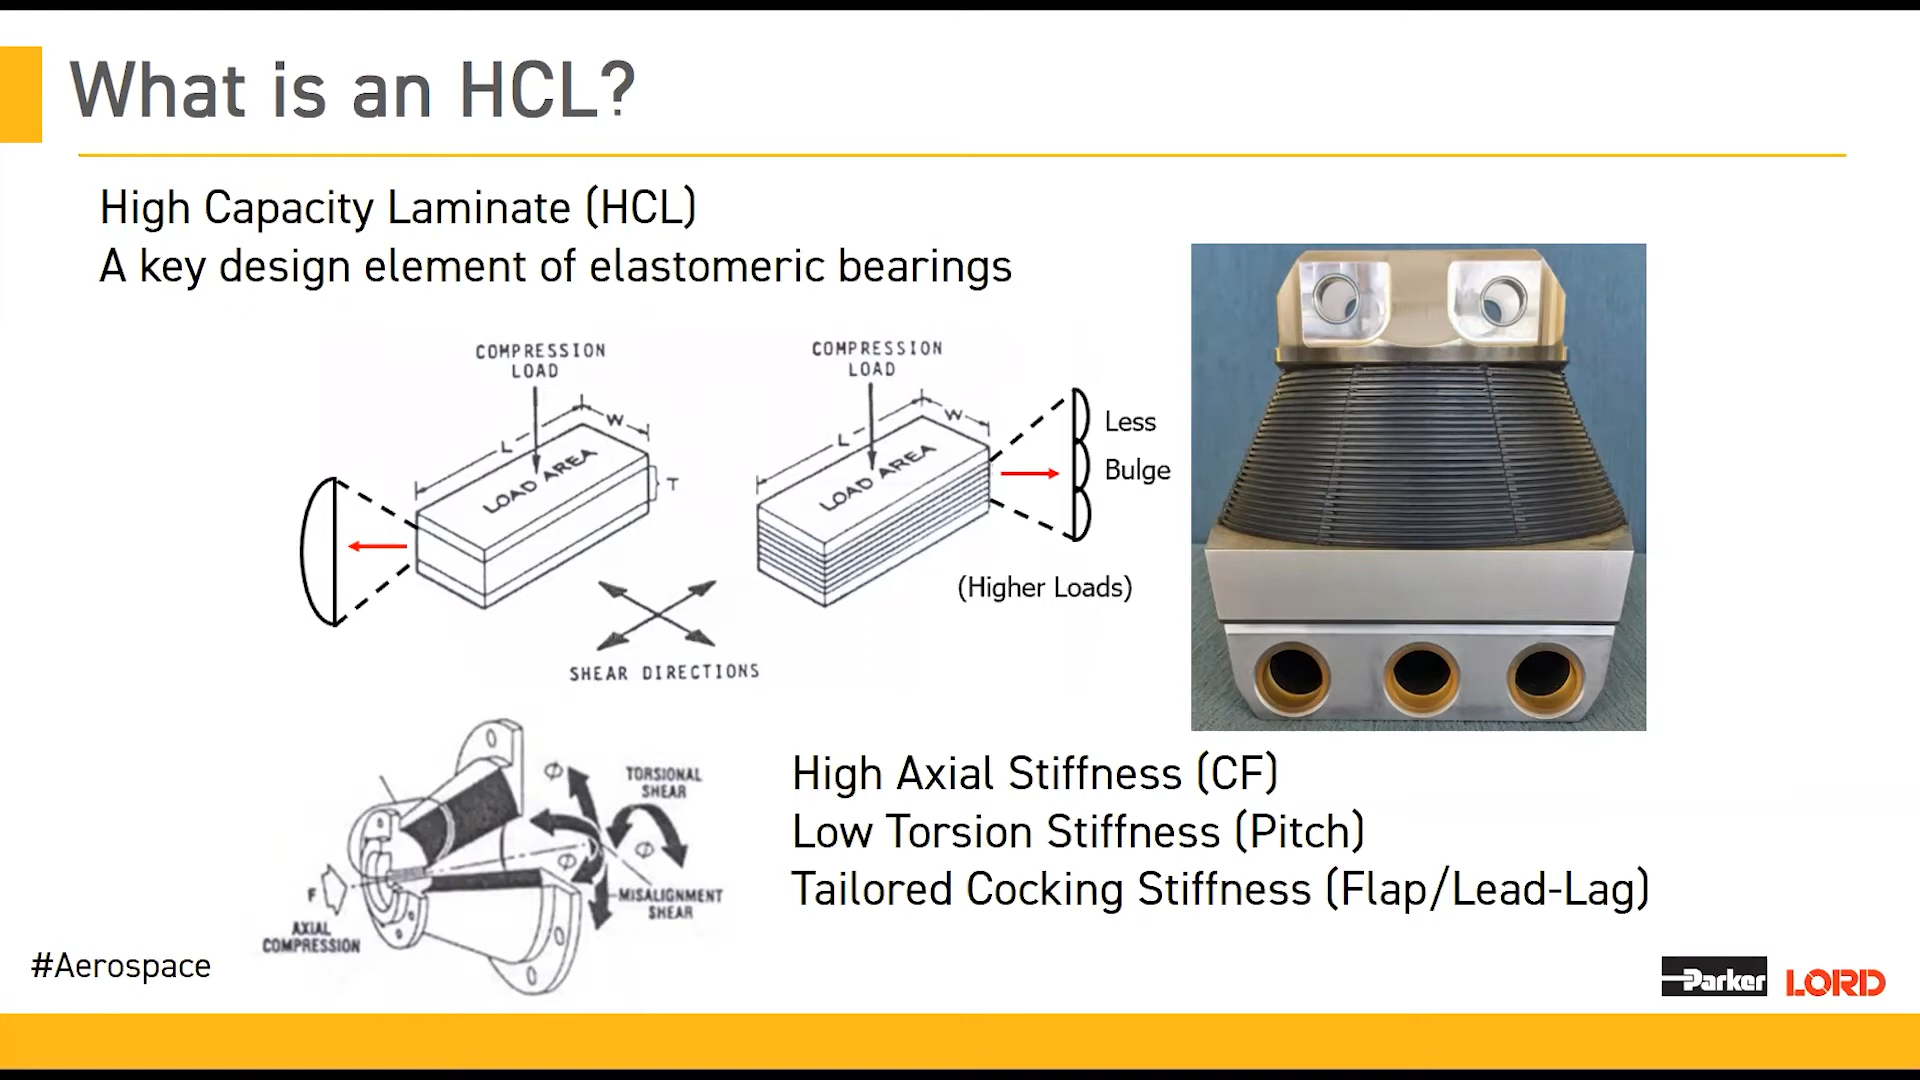 What is an HCL?
High Capacity Laminate (HCL)
A key design element of elastomeric bearings
COMPRESSION
LOAD
L
W
LOAD AREA
T
COMPRESSION
LOAD
L
W
LOAD AREA
Less
Bulge
(Higher Loads)
SHEAR DIRECTIONS
Φ
TORSIONAL
SHEAR
Φ
Φ
MISALIGNMENT
SHEAR
F
AXIAL
COMPRESSION
High Axial Stiffness (CF)
Low Torsion Stiffness (Pitch)
Tailored Cocking Stiffness (Flap/Lead-Lag)
#Aerospace
Parker LORD